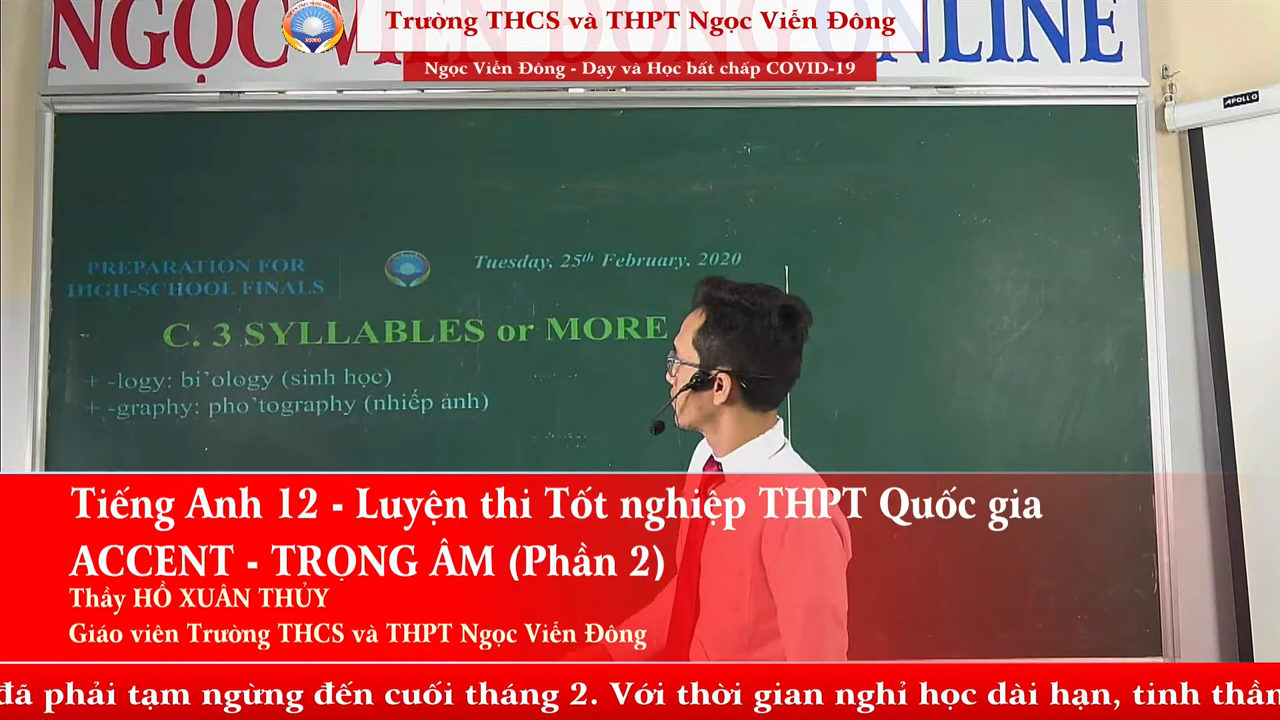 NGỌC VIỄN ĐÔNG ONLINE
Trường THCS và THPT Ngọc Viễn Đông
Ngọc Viễn Đông - Dạy và Học bất chấp COVID-19
APOLLO
PREPARATION FOR
HIGH-SCHOOL FINALS
Tuesday, 25th February, 2020
C. 3 SYLLABLES or MORE
+ -logy: bi’ology (sinh học)
+ -graphy: pho’tography (nhiếp ảnh)
Tiếng Anh 12 - Luyện thi Tốt nghiệp THPT Quốc gia
ACCENT - TRỌNG ÂM (Phần 2)
Thầy HỒ XUÂN THỦY
Giáo viên Trường THCS và THPT Ngọc Viễn Đông
đã phải tạm ngừng đến cuối tháng 2. Với thời gian nghỉ học dài hạn, tinh thần